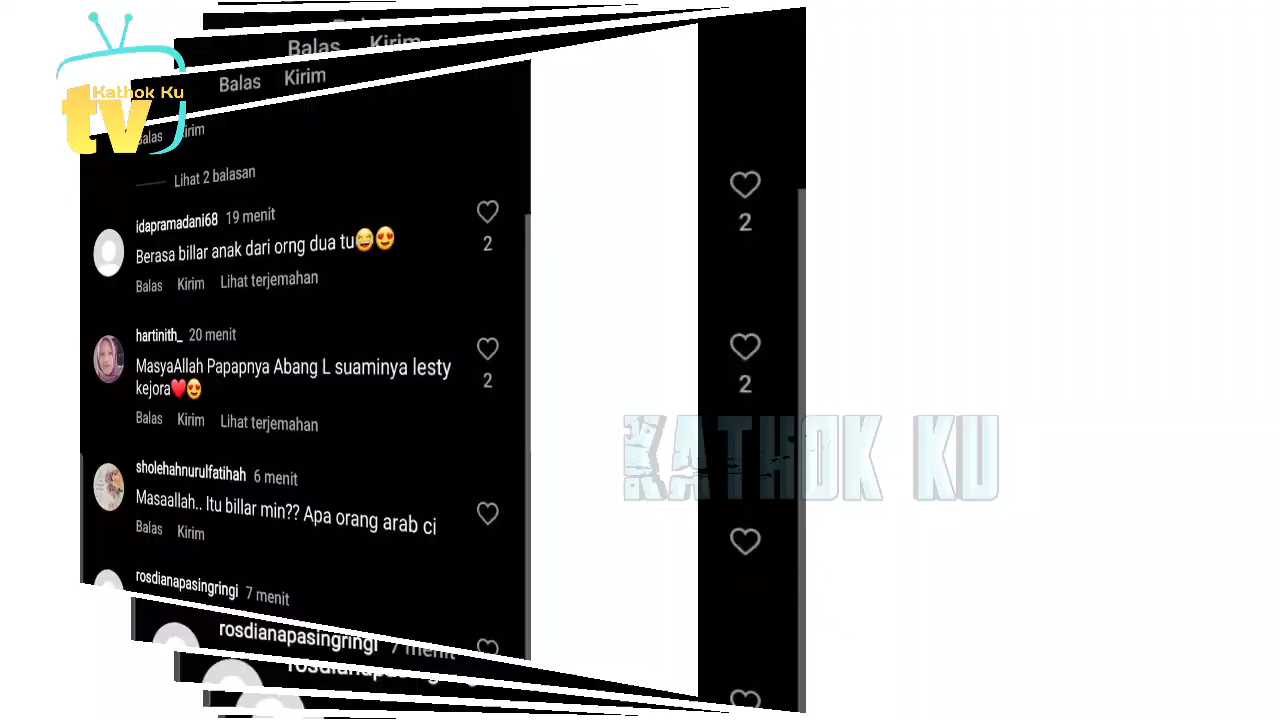 Balas Kirim
Balas Kirim
Balas Kirim
Lihat 2 balasan
idapramadani68 19 menit
Berasa billar anak dari orng dua tu😂😍
2
Balas Kirim Lihat terjemahan
hartinith_ 20 menit
MasyaAllah Papapnya Abang L suaminya lesty
kejora❤️😍
2
Balas Kirim Lihat terjemahan
sholehahnurulfatihah 6 menit
Masaallah.. Itu billar min?? Apa orang arab ci
Balas Kirim
rosdianapasingringi 7 menit
rosdianapasingringi 7 menit
2
2
Kathok Ku
tv
KATHOK KU